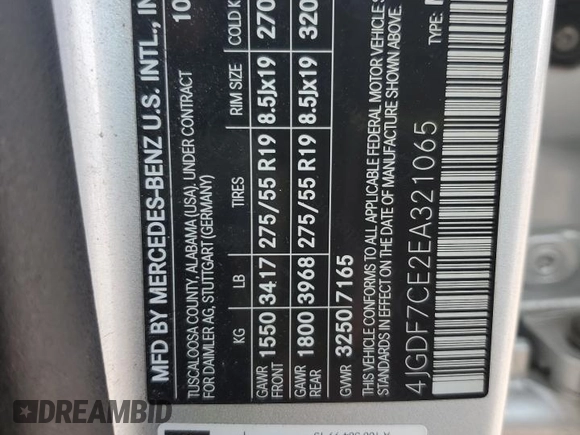 MFD BY MERCEDES-BENZ U.S. INTL., IN
10
TUSCALOOSA COUNTY, ALABAMA (USA). UNDER CONTRACT
FOR DAIMLER AG, STUTTGART (GERMANY)
KG LB TIRES RIM SIZE COLD K
GAWR FRONT 1550 3417 275/55 R19 8.5Jx19 270
GAWR REAR 1800 3968 275/55 R19 8.5Jx19 320
GVWR 3250 7165
THIS VEHICLE CONFORMS TO ALL APPLICABLE FEDERAL MOTOR VEHICLE S
STANDARDS IN EFFECT ON THE DATE OF MANUFACTURE SHOWN ABOVE.
4JGDF7CE2EA321065 TYPE:
DREAMBID